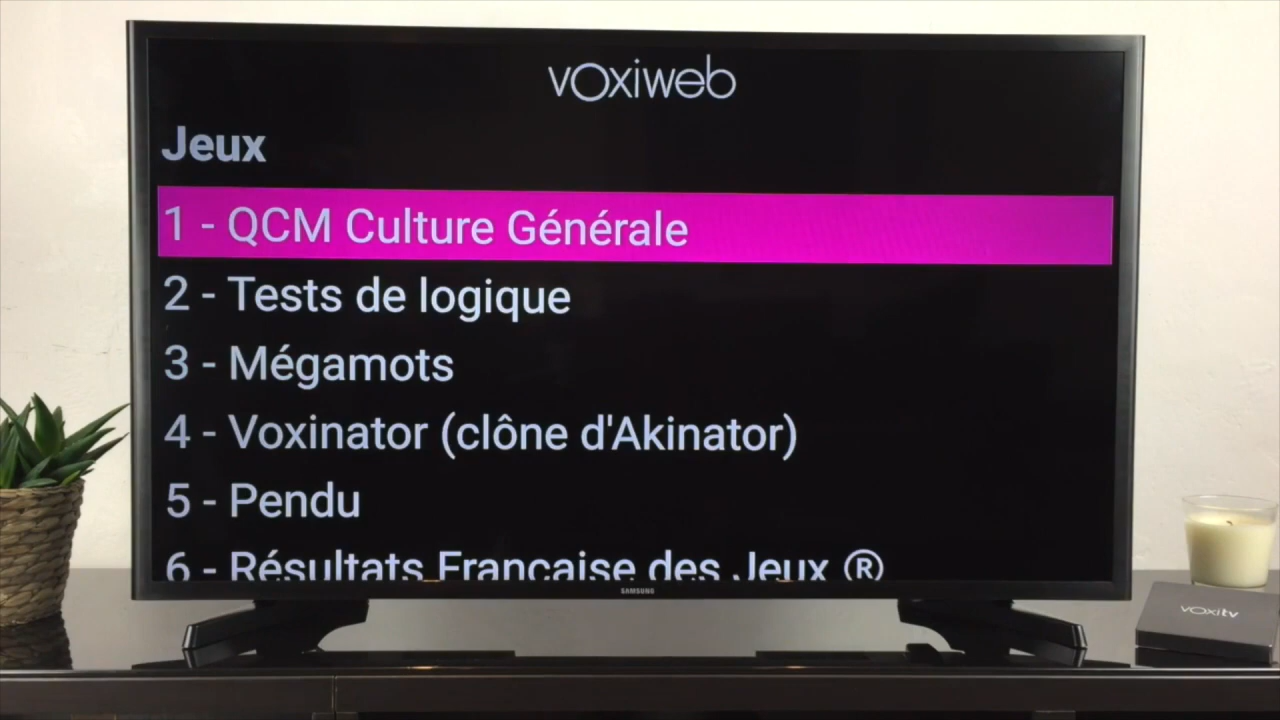 voxiweb
Jeux
1 - QCM Culture Générale
2 - Tests de logique
3 - Mégamots
4 - Voxinator (clône d'Akinator)
5 - Pendu
6 - Résultats Française des Jeux ®
SAMSUNG
voxitv